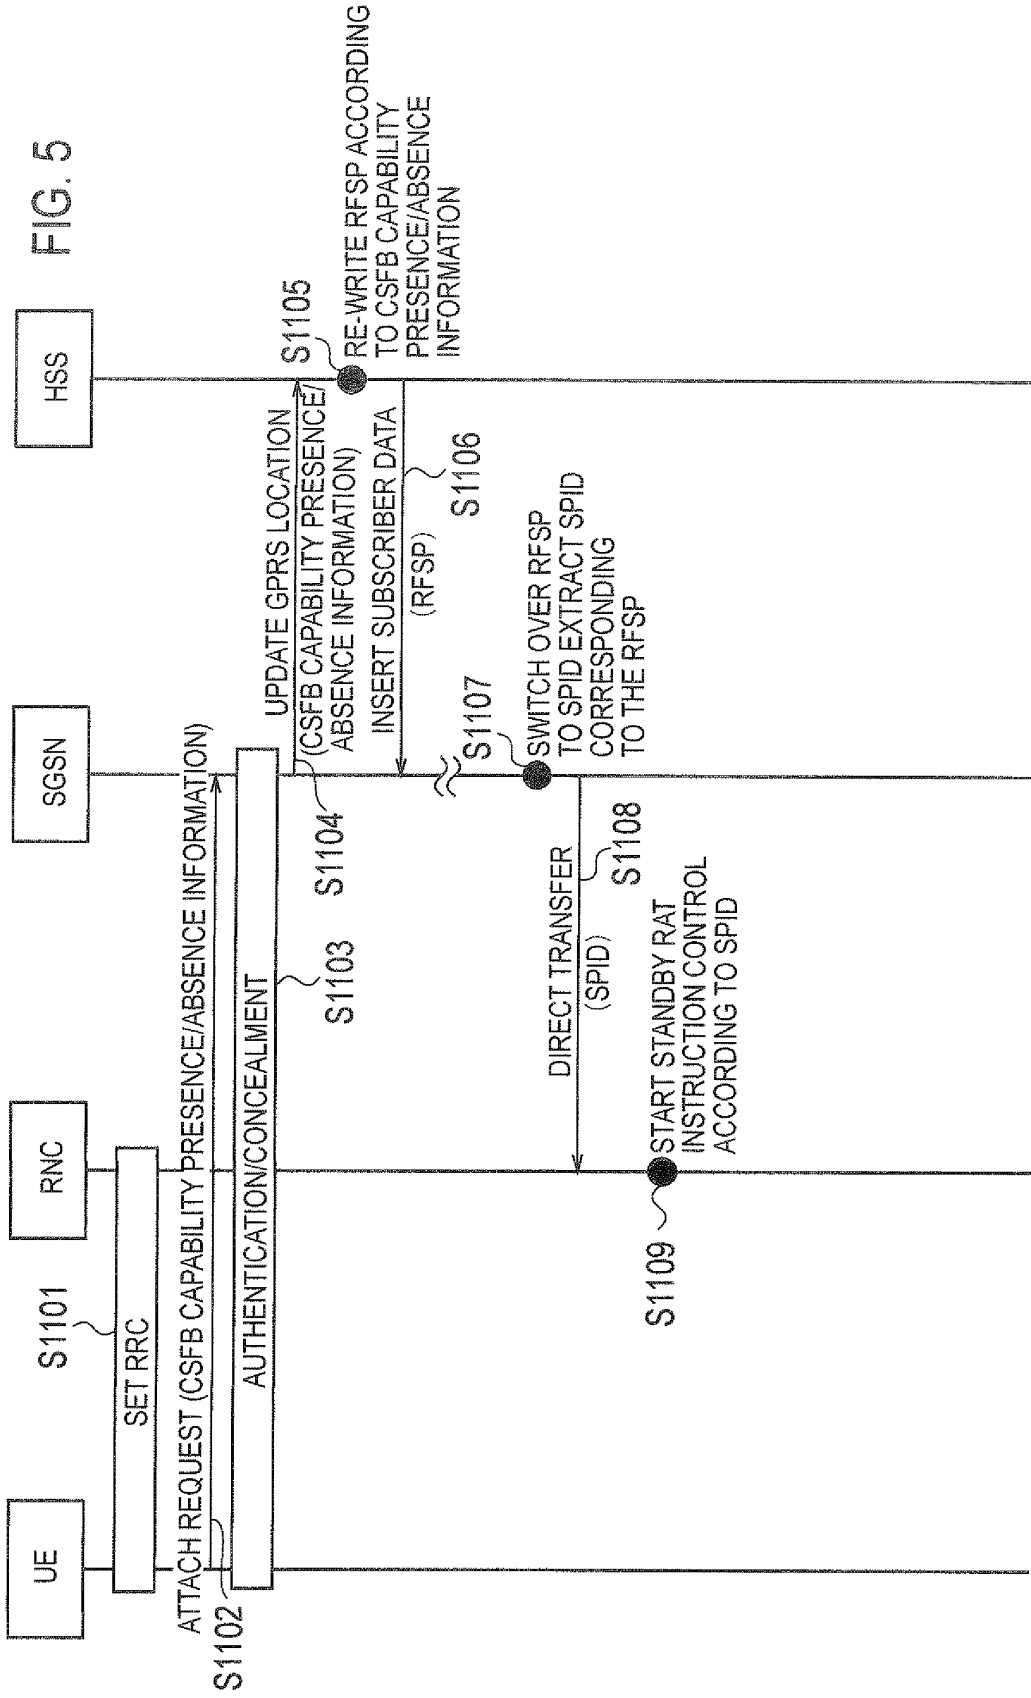 FIG. 5
UE
RNC
SGSN
HSS
S1101
SET RRC
ATTACH REQUEST (CSFB CAPABILITY PRESENCE/ABSENCE INFORMATION)
S1102
AUTHENTICATION/CONCEALMENT
S1103
UPDATE GPRS LOCATION
(CSFB CAPABILITY PRESENCE/
ABSENCE INFORMATION)
S1104
S1105
RE-WRITE RFSP ACCORDING
TO CSFB CAPABILITY
PRESENCE/ABSENCE
INFORMATION
INSERT SUBSCRIBER DATA
(RFSP)
S1106
S1107
SWITCH OVER RFSP
TO SPID EXTRACT SPID
CORRESPONDING
TO THE RFSP
DIRECT TRANSFER
(SPID)
S1108
START STANDBY RAT
INSTRUCTION CONTROL
ACCORDING TO SPID
S1109